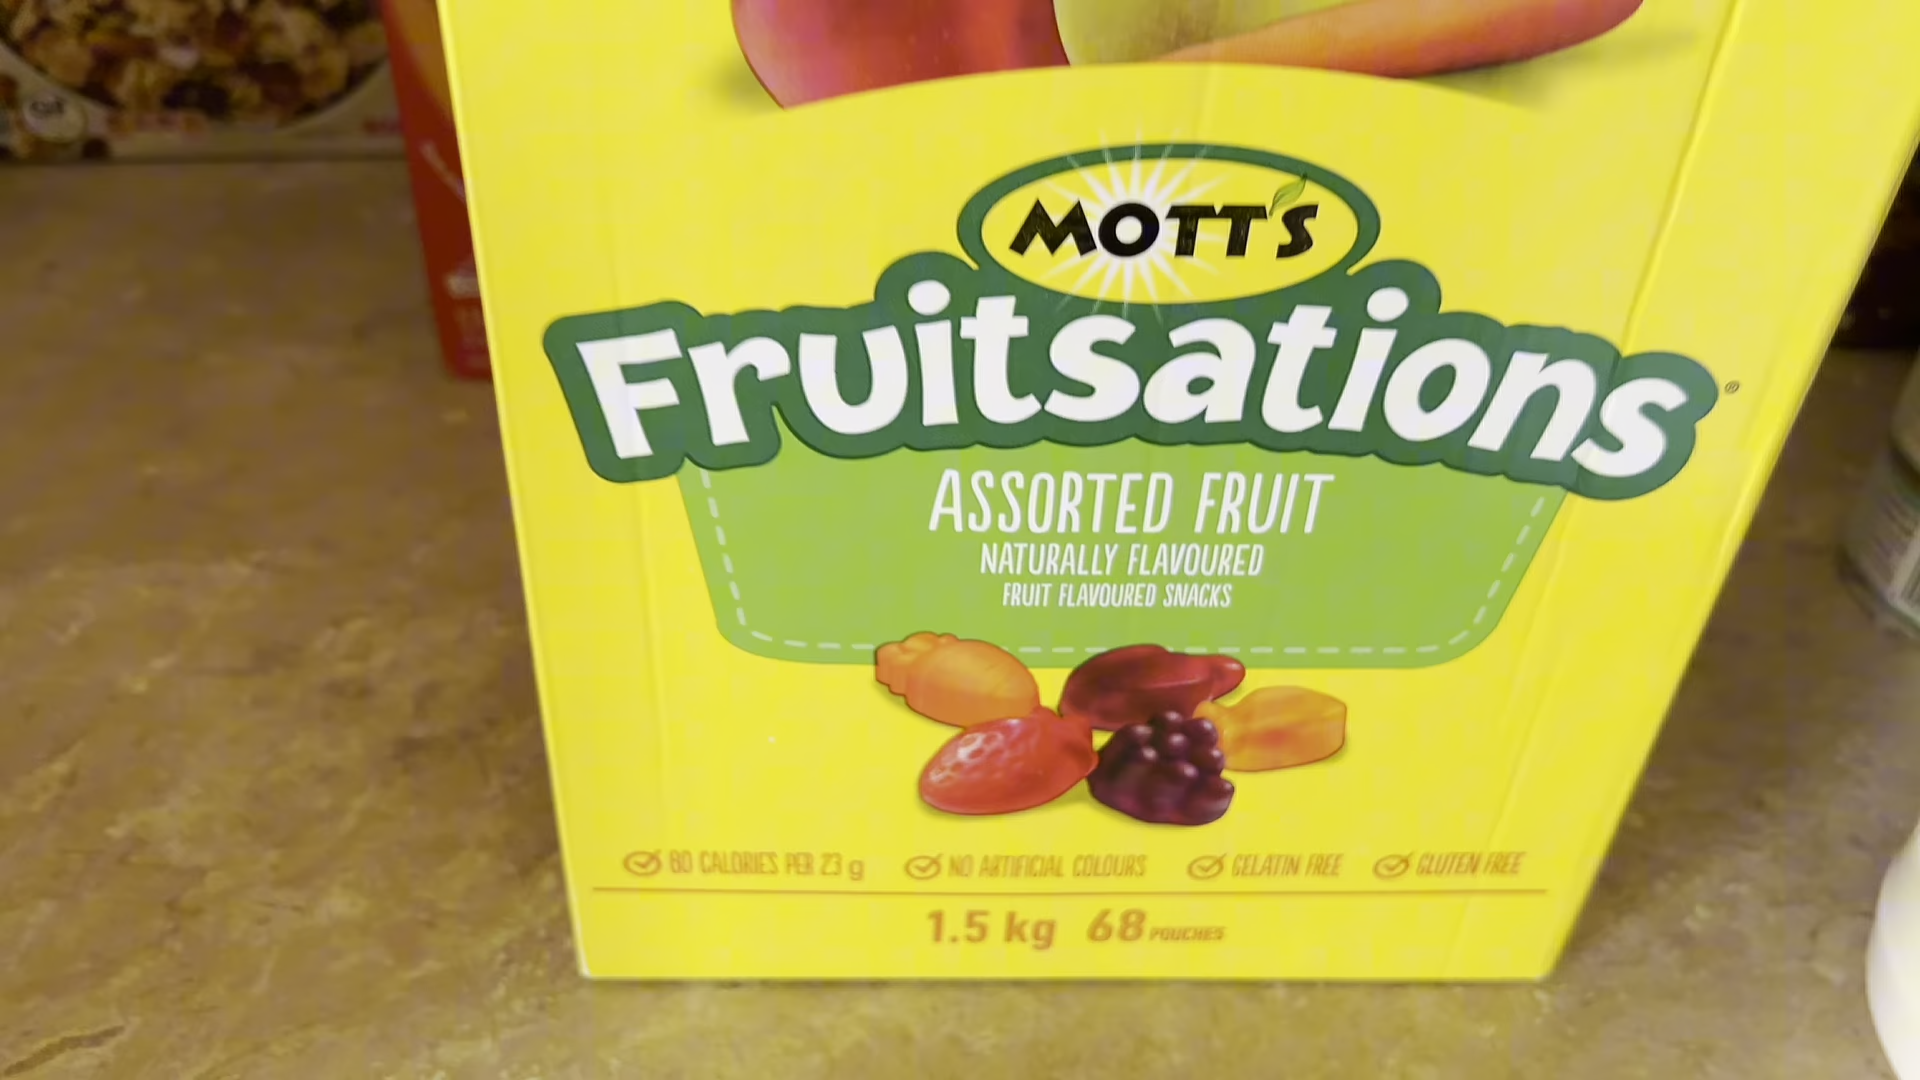 MOTT'S
Fruitsations®
ASSORTED FRUIT
NATURALLY FLAVOURED
FRUIT FLAVOURED SNACKS
80 CALORIES PER 23 g NO ARTIFICIAL COLOURS GELATIN FREE GLUTEN FREE
1.5 kg 68 POUCHES